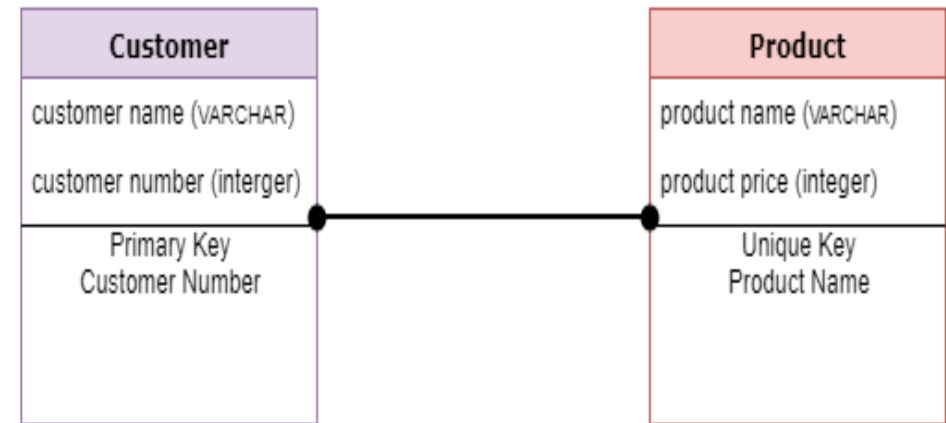 Customer
customer name (VARCHAR)
customer number (interger)
Primary Key
Customer Number
Product
product name (VARCHAR)
product price (integer)
Unique Key
Product Name